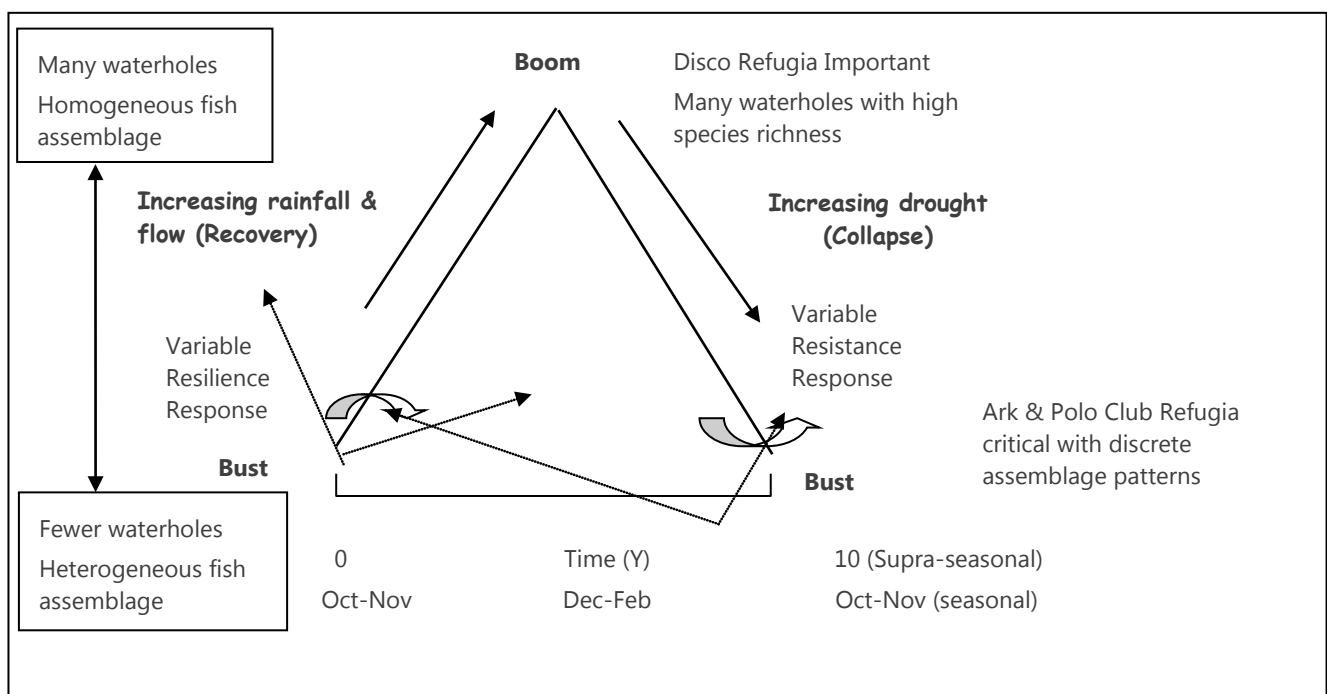 Many waterholes
Homogeneous fish
assemblage
Boom
Disco Refugia Important
Many waterholes with high
species richness
Increasing rainfall &
flow (Recovery)
Increasing drought
(Collapse)
Variable
Resilience
Response
Variable
Resistance
Response
Ark & Polo Club Refugia
critical with discrete
assemblage patterns
Bust
Bust
Fewer waterholes
Heterogeneous fish
assemblage
0
Time (Y)
10 (Supra-seasonal)
Oct-Nov
Dec-Feb
Oct-Nov (seasonal)